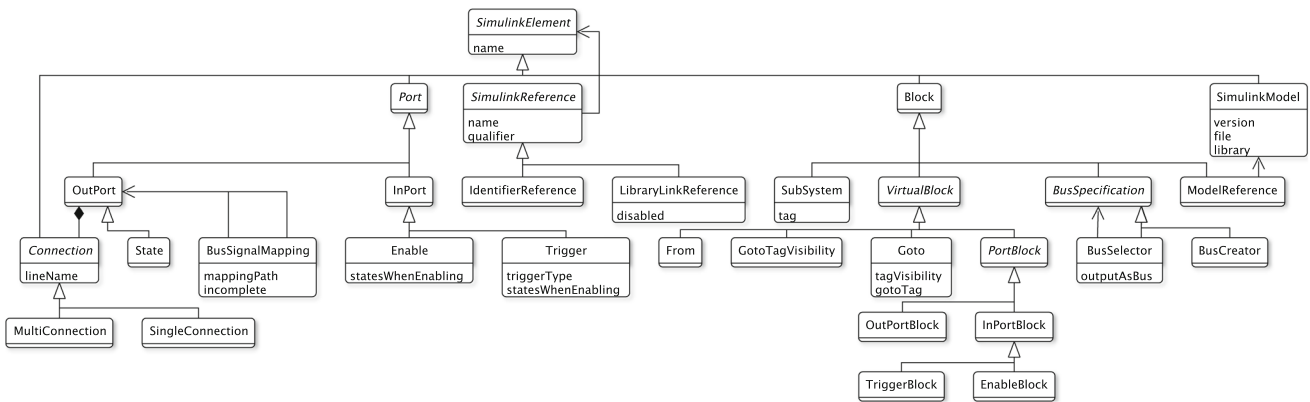 SimulinkElement
name
Port
SimulinkReference
name
qualifier
Block
SimulinkModel
version
file
library
OutPort
InPort
IdentifierReference
LibraryLinkReference
disabled
SubSystem
tag
VirtualBlock
BusSpecification
ModelReference
Connection
lineName
State
BusSignalMapping
mappingPath
incomplete
Enable
statesWhenEnabling
Trigger
triggerType
statesWhenEnabling
From
GotoTagVisibility
Goto
tagVisibility
gotoTag
PortBlock
BusSelector
outputAsBus
BusCreator
MultiConnection
SingleConnection
OutPortBlock
InPortBlock
TriggerBlock
EnableBlock